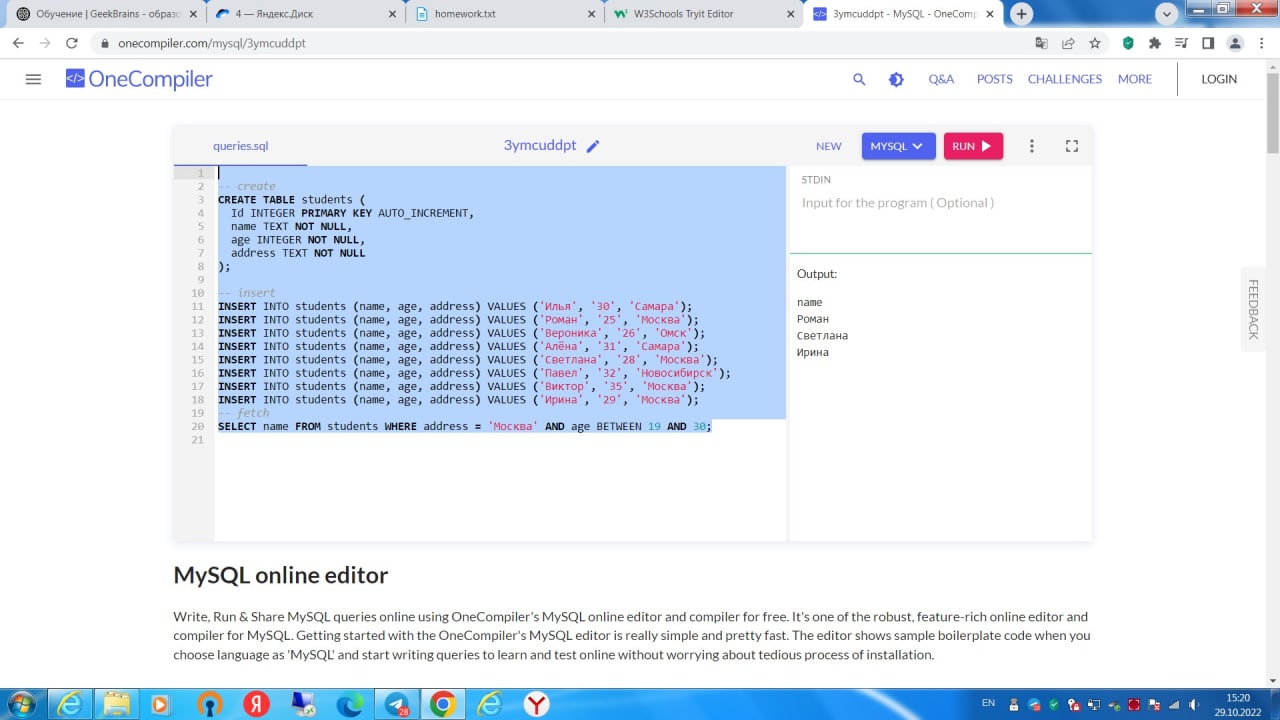 Обучение | GeekBrains - образо
4 — Яндекс.Диск
homework.txt
W3Schools Tryit Editor
3ymcuddpt - MySQL - OneComp
onecompiler.com/mysql/3ymcuddpt
</> OneCompiler
Q&A
POSTS
CHALLENGES
MORE
LOGIN
queries.sql
3ymcuddpt
NEW
MYSQL
RUN
STDIN
Input for the program ( Optional )
1
2 -- create
3 CREATE TABLE students (
4 Id INTEGER PRIMARY KEY AUTO_INCREMENT,
5 name TEXT NOT NULL,
6 age INTEGER NOT NULL,
7 address TEXT NOT NULL
8 );
9
10 -- insert
11 INSERT INTO students (name, age, address) VALUES ('Илья', '30', 'Самара');
12 INSERT INTO students (name, age, address) VALUES ('Роман', '25', 'Москва');
13 INSERT INTO students (name, age, address) VALUES ('Вероника', '26', 'Омск');
14 INSERT INTO students (name, age, address) VALUES ('Алёна', '31', 'Самара');
15 INSERT INTO students (name, age, address) VALUES ('Светлана', '28', 'Москва');
16 INSERT INTO students (name, age, address) VALUES ('Павел', '32', 'Новосибирск');
17 INSERT INTO students (name, age, address) VALUES ('Виктор', '35', 'Москва');
18 INSERT INTO students (name, age, address) VALUES ('Ирина', '29', 'Москва');
19 -- fetch
20 SELECT name FROM students WHERE address = 'Москва' AND age BETWEEN 19 AND 30;
21
Output:
name
Роман
Светлана
Ирина
FEEDBACK
MySQL online editor
Write, Run & Share MySQL queries online using OneCompiler's MySQL online editor and compiler for free. It's one of the robust, feature-rich online editor and
compiler for MySQL. Getting started with the OneCompiler's MySQL editor is really simple and pretty fast. The editor shows sample boilerplate code when you
choose language as 'MySQL' and start writing queries to learn and test online without worrying about tedious process of installation.
28
EN
15:20
29.10.2022